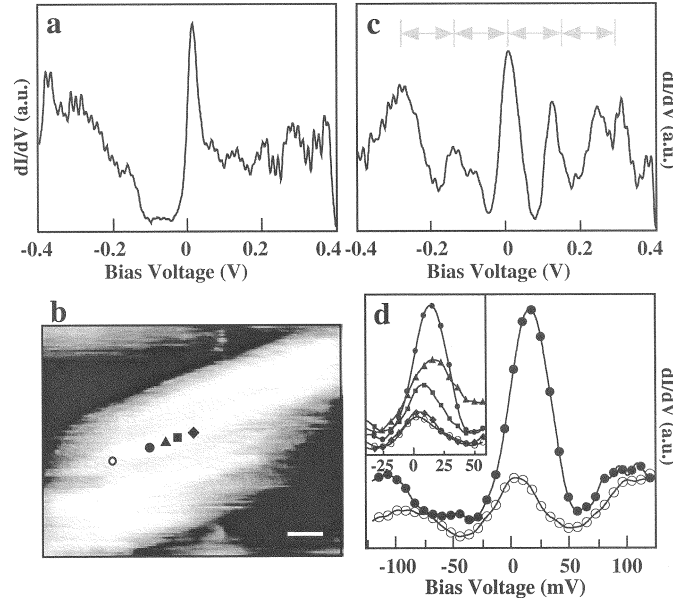 a
dI/dV (a.u.)
-0.4 -0.2 0 0.2 0.4
Bias Voltage (V)
c
dI/dV (a.u.)
-0.4 -0.2 0 0.2 0.4
Bias Voltage (V)
b
d
-25 0 25 50
dI/dV (a.u.)
-100 -50 0 50 100
Bias Voltage (mV)